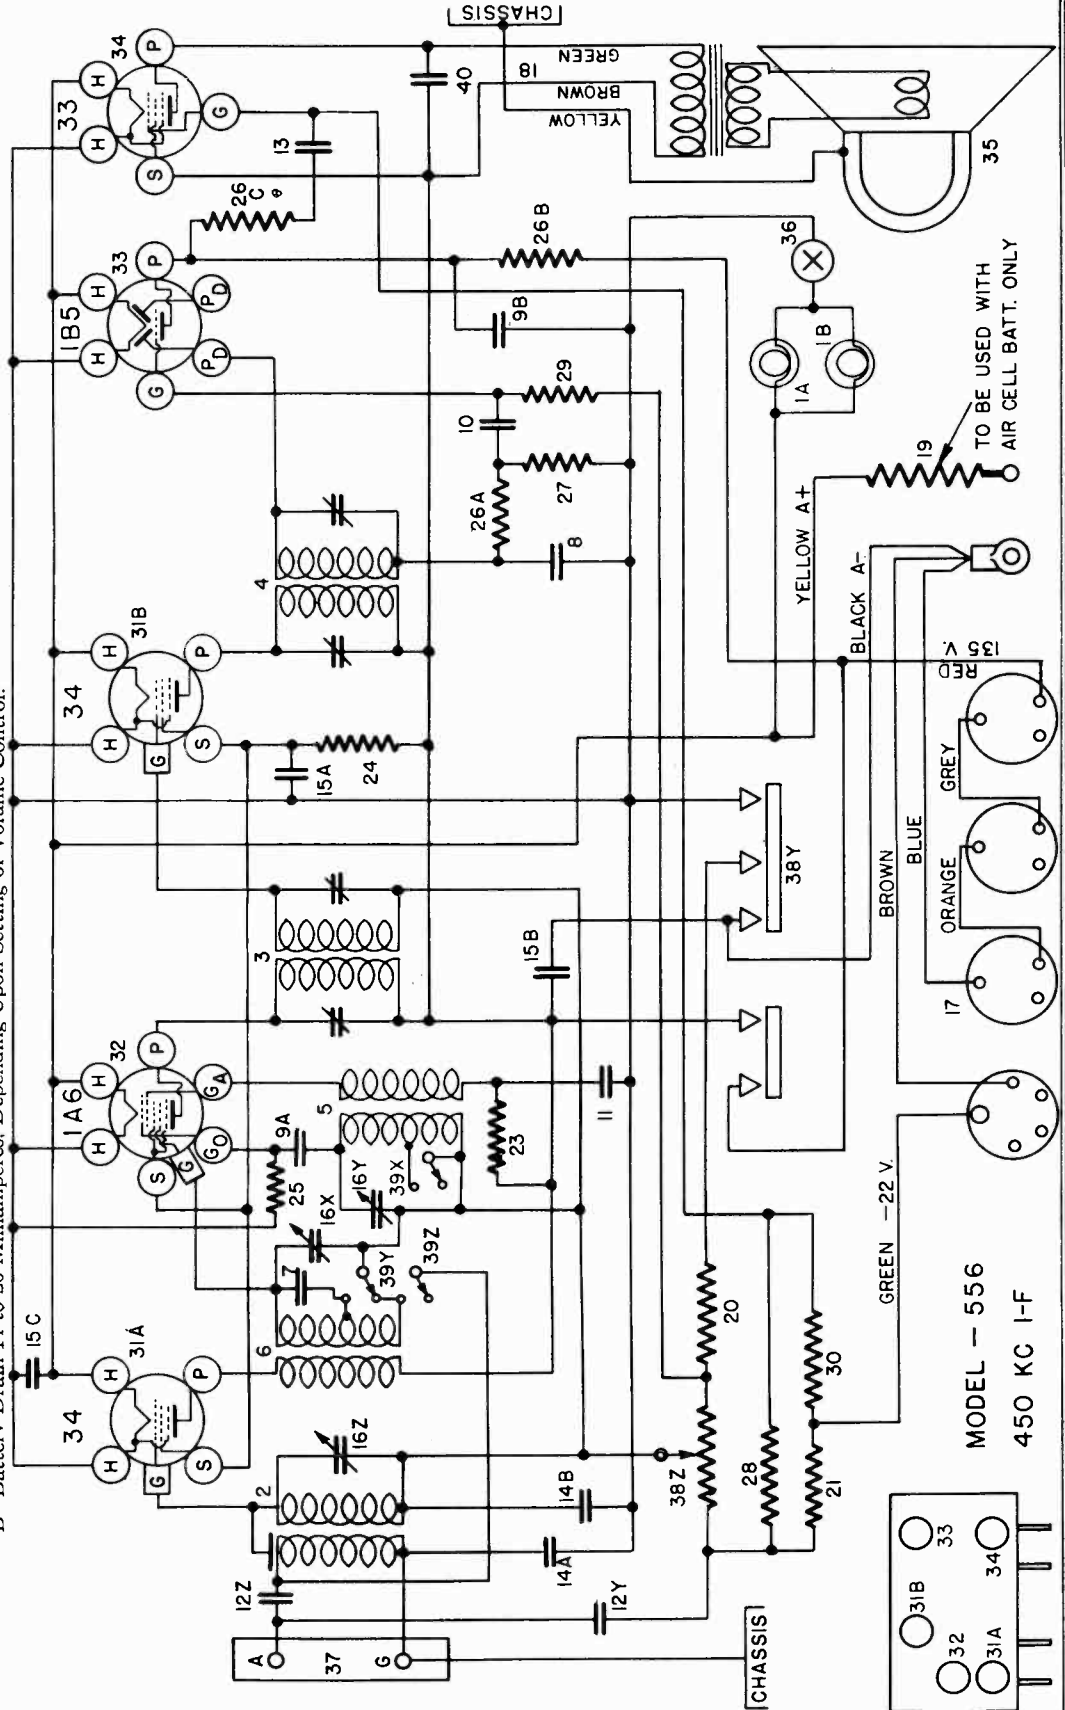 B Battery Drain 14 to 20 Milliamperes, Depending Upon Setting of Volume Control.
CHASSIS
15C
34
31A
H
H
G
S
P
1A6
32
H
H
S
G
P
GO
GA
34
31B
H
H
G
S
P
1B5
33
H
H
G
P
PD
PD
33
34
H
H
S
P
G
2
16Z
6
7
16X
25
9A
16Y
5
39X
39Y
39Z
23
11
3
15B
15A
24
4
26A
10
8
27
29
9B
26B
26
C
13
40
18
GREEN
BROWN
YELLOW
35
36
1A
1B
19
TO BE USED WITH
AIR CELL BATT. ONLY
YELLOW A+
BLACK A-
RED
135 V.
GREY
BLUE
BROWN
ORANGE
17
GREEN -22 V.
38Y
20
38Z
28
30
21
12Z
14A
14B
12Y
A
37
G
CHASSIS
MODEL - 556
450 KC I-F
31B
33
32
31A
34